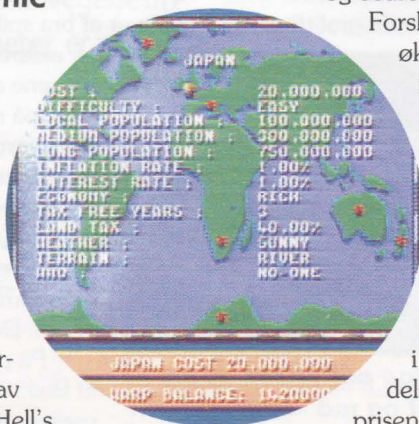 mic
Forsk
øk
JAPAN
COST : 20,000,000
DIFFICULTY : EASY
LOCAL POPULATION : 100,000,000
MEDIUM POPULATION : 300,000,000
LONG POPULATION : 750,000,000
INFLATION RATE : 1.00%
INTEREST RATE : 1.00%
ECONOMY : RICH
TAX FREE YEARS : 3
LAND TAX : 40.00%
WEATHER : SUNNY
TERRAIN : RIVER
WHO : NO-ONE
JAPAN COST 20,000,000
WARP BALANCE:
r-
av
Hell's
i
del
prisen